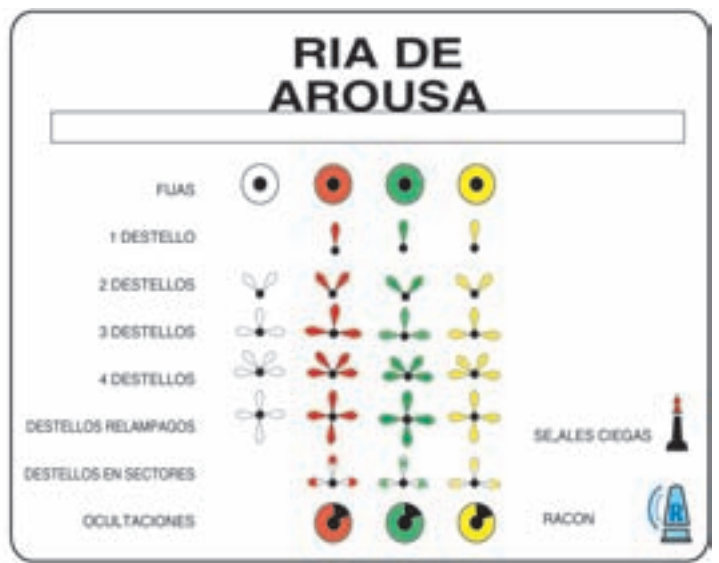 RIA DE
AROUSA
FIJAS
1 DESTELLO
2 DESTELLOS
3 DESTELLOS
4 DESTELLOS
DESTELLOS RELAMPAGOS
SE,ALES CIEGAS
DESTELLOS EN SECTORES
OCULTACIONES
RACON
R